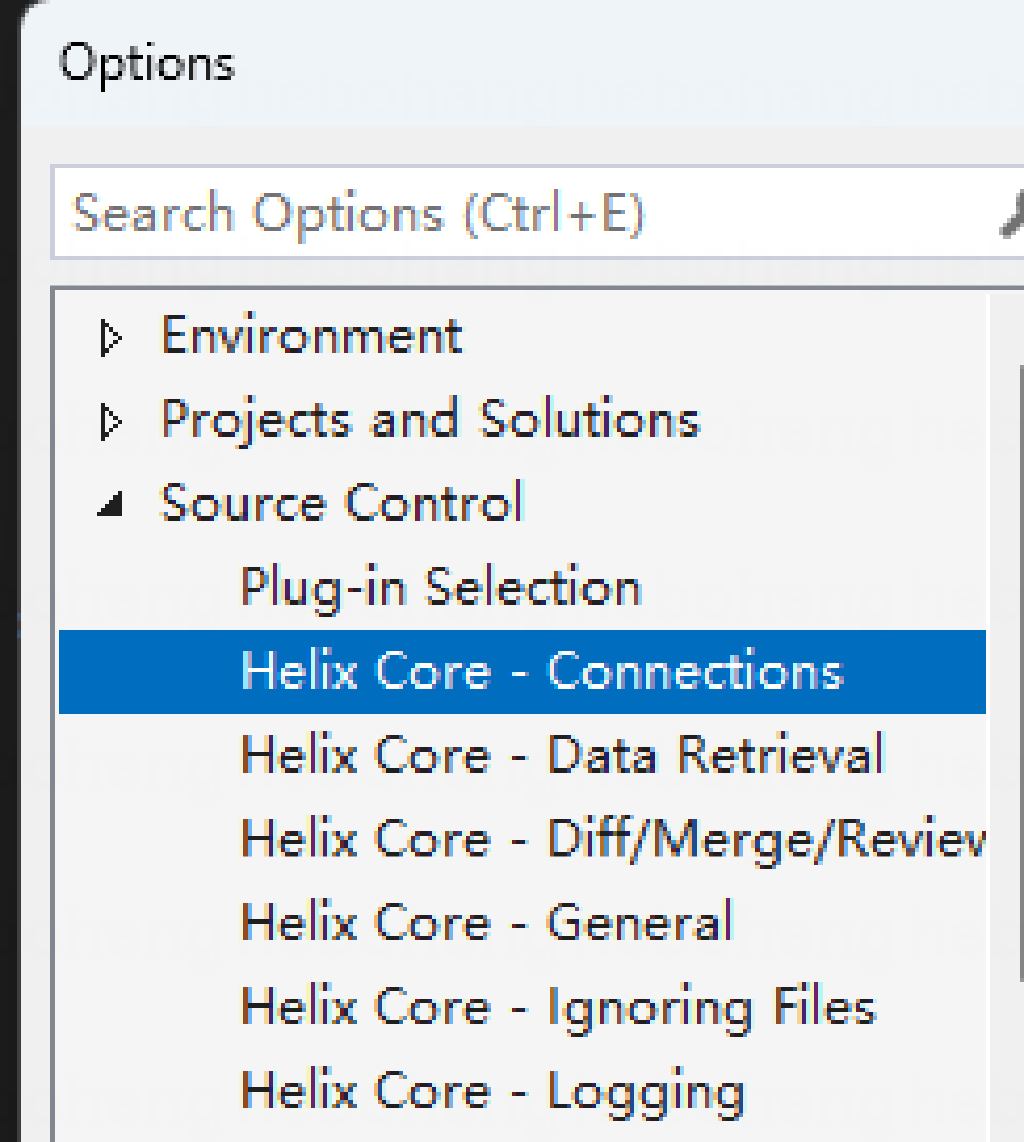 Options
Search Options (Ctrl+E)
Environment
Projects and Solutions
Source Control
Plug-in Selection
Helix Core - Connections
Helix Core - Data Retrieval
Helix Core - Diff/Merge/Review
Helix Core - General
Helix Core - Ignoring Files
Helix Core - Logging